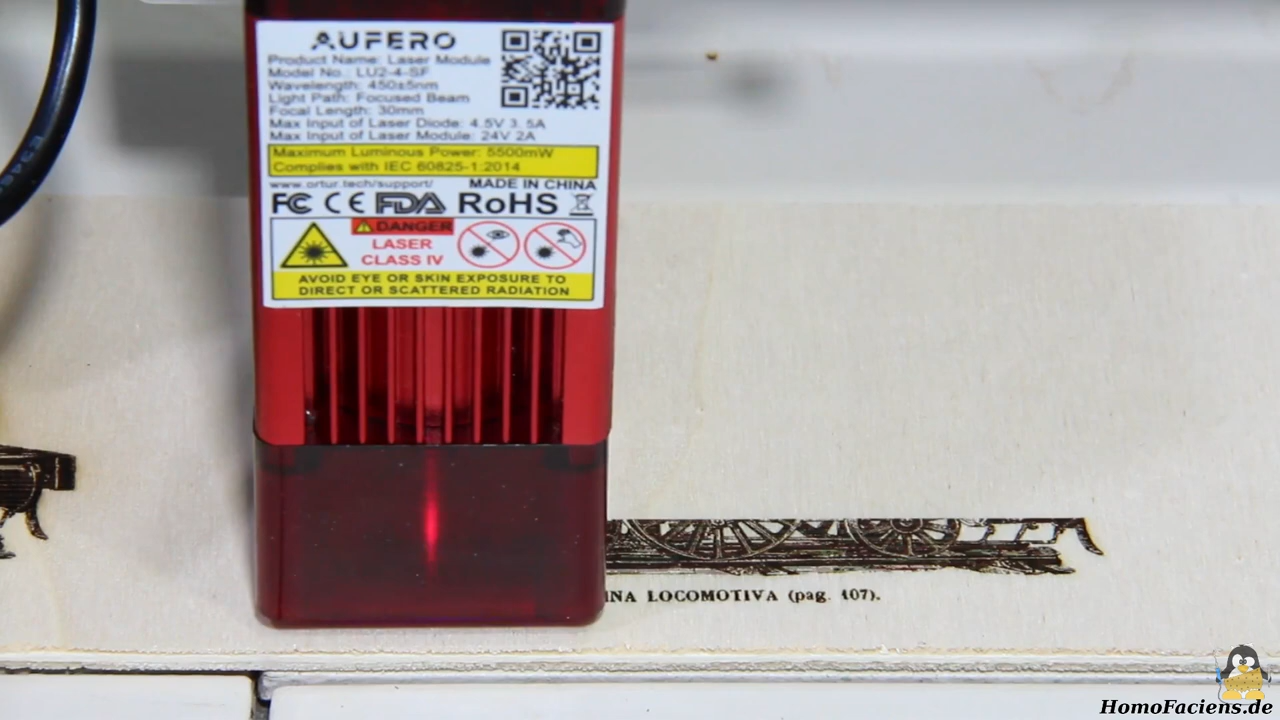 AUFERO
Product Name: Laser Module
Model No.: LU2-4-SF
Wavelength: 450±5nm
Light Path: Focused Beam
Focal Length: 30mm
Max Input of Laser Diode: 4.5V 3.5A
Max Input of Laser Module: 24V 2A
Maximum Luminous Power: 5500mW
Complies with IEC 60825-1:2014
www.ortur.tech/support/ MADE IN CHINA
FC CE FDA RoHS
DANGER
LASER
CLASS IV
AVOID EYE OR SKIN EXPOSURE TO
DIRECT OR SCATTERED RADIATION
INA LOCOMOTIVA (pag. 107).
HomoFaciens.de